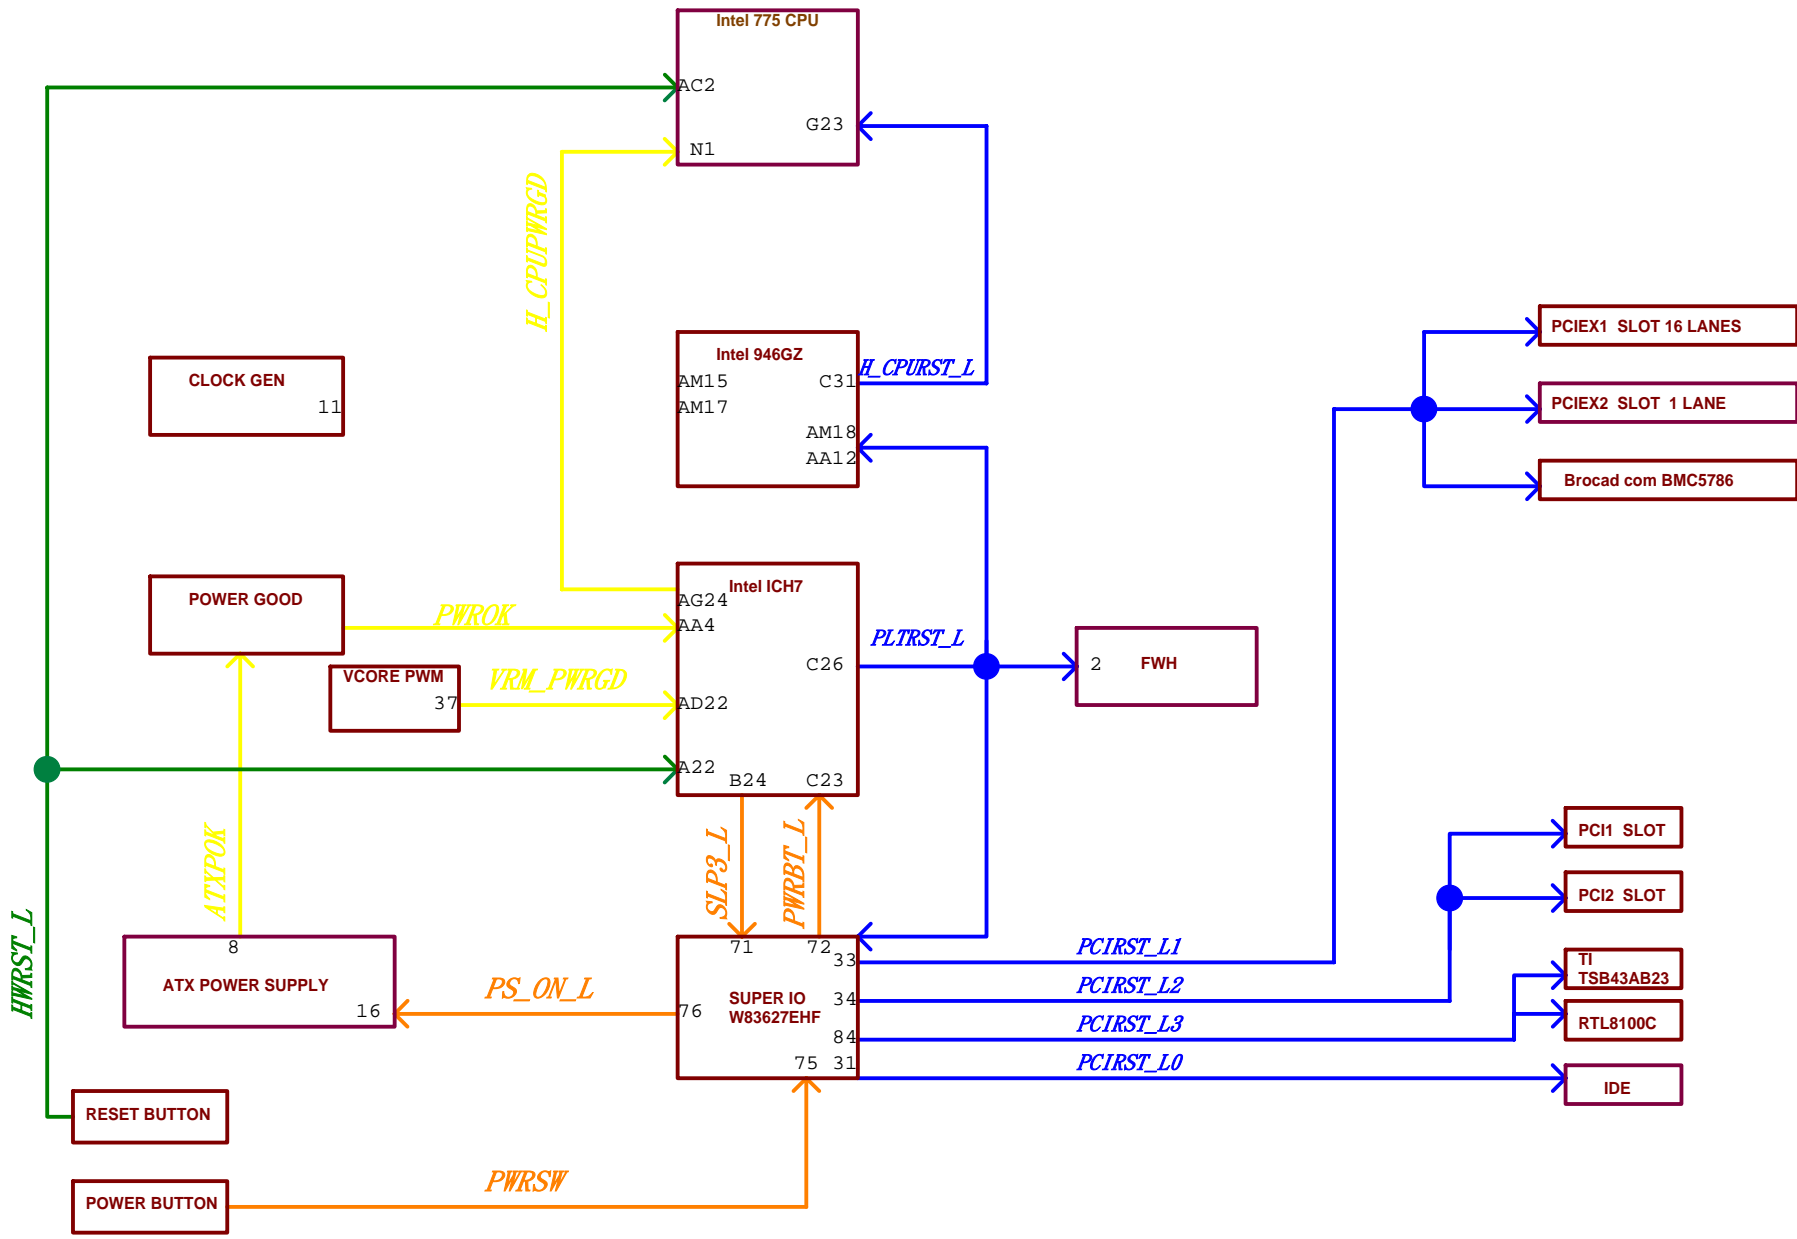 Intel 775 CPU
AC2
G23
N1
H_CPUPWRGD
Intel 946GZ
AM15
C31
AM17
AM18
AA12
H_CPURST_L
CLOCK GEN
11
PCIEX1 SLOT 16 LANES
PCIEX2 SLOT 1 LANE
Brocad com BMC5786
POWER GOOD
PWROK
Intel ICH7
AG24
AA4
C26
AD22
A22
B24
C23
PLTRST_L
2
FWH
VCORE PWM
37
VRM_PWRGD
ATXPOK
SLP3_L
PWRBT_L
HWRST_L
8
ATX POWER SUPPLY
16
PS_ON_L
71
72
33
SUPER IO
W83627EHF
34
76
84
75
31
PCIRST_L1
PCIRST_L2
PCIRST_L3
PCIRST_L0
PCI1 SLOT
PCI2 SLOT
TI
TSB43AB23
RTL8100C
IDE
RESET BUTTON
POWER BUTTON
PWRSW